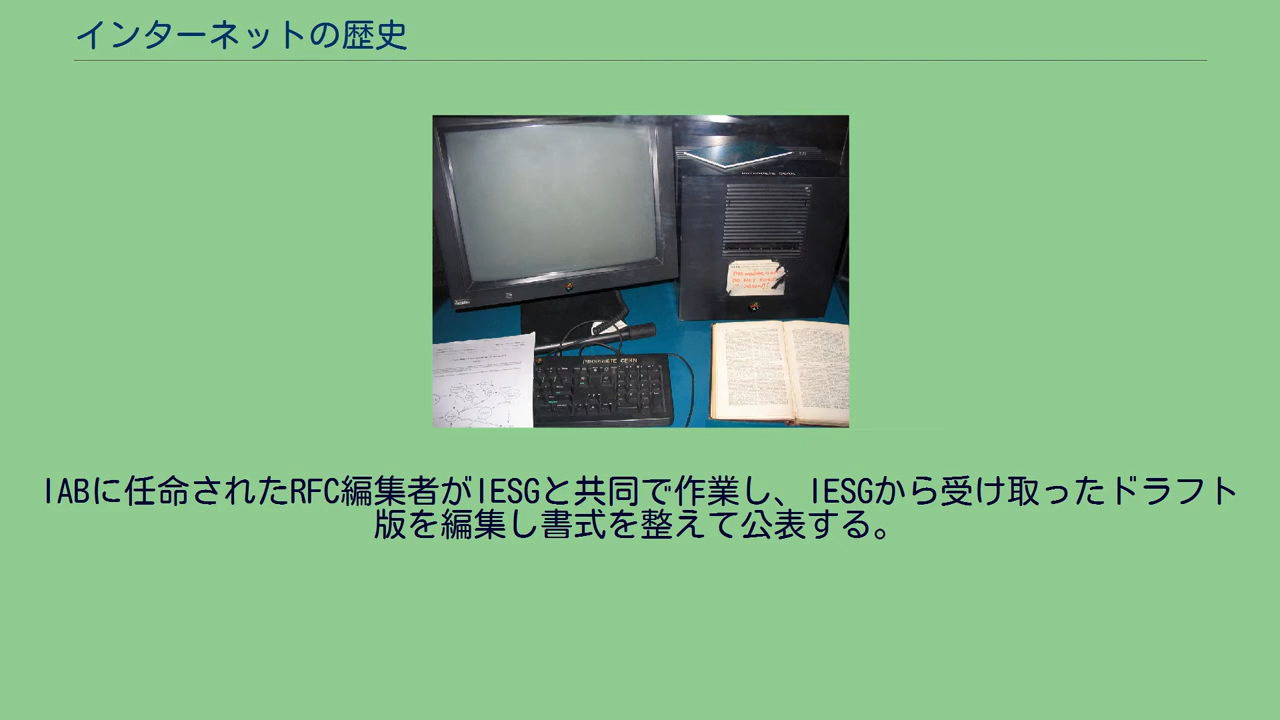 インターネットの歴史
IABに任命されたRFC編集者がIESGと共同で作業し、IESGから受け取ったドラフト
版を編集し書式を整えて公表する。